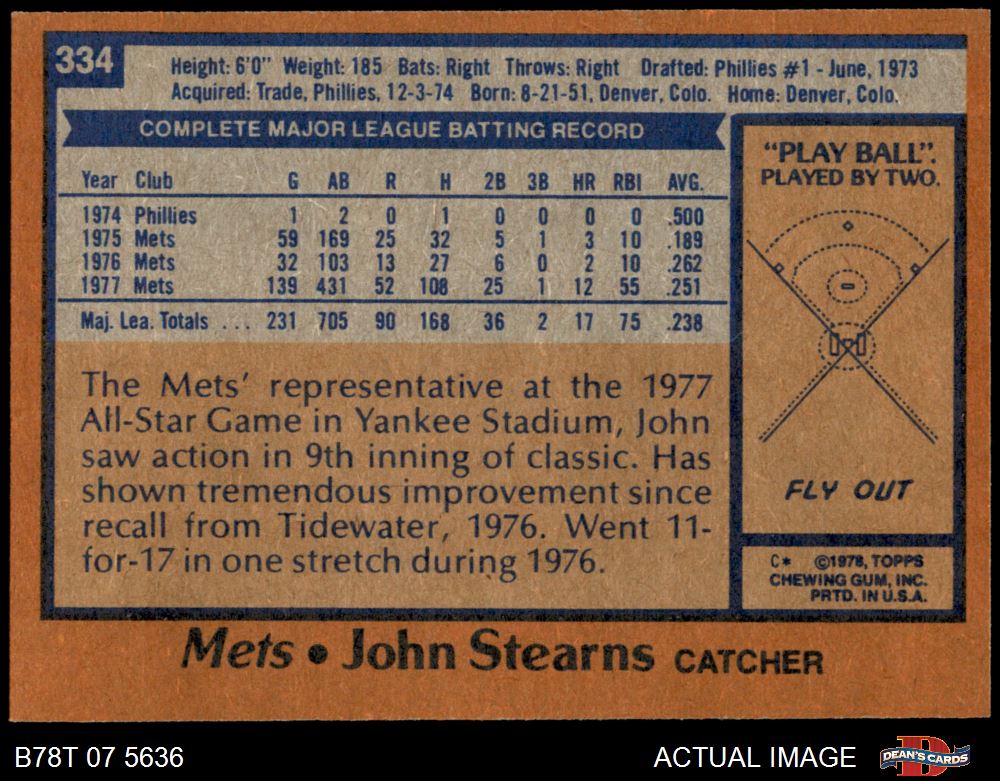 334
Height: 6'0" Weight: 185 Bats: Right Throws: Right Drafted: Phillies #1 - June, 1973
Acquired: Trade, Phillies, 12-3-74 Born: 8-21-51, Denver, Colo. Home: Denver, Colo.
COMPLETE MAJOR LEAGUE BATTING RECORD
Year Club G AB R H 2B 3B HR RBI AVG.
1974 Phillies 1 2 0 1 0 0 0 0 .500
1975 Mets 59 169 25 32 5 1 3 10 .189
1976 Mets 32 103 13 27 6 0 2 10 .262
1977 Mets 139 431 52 108 25 1 12 55 .251
Maj. Lea. Totals ... 231 705 90 168 36 2 17 75 .238
The Mets' representative at the 1977
All-Star Game in Yankee Stadium, John
saw action in 9th inning of classic. Has
shown tremendous improvement since
recall from Tidewater, 1976. Went 11-
for-17 in one stretch during 1976.
"PLAY BALL".
PLAYED BY TWO.
FLY OUT
C* ©1978, TOPPS
CHEWING GUM, INC.
PRTD. IN U.S.A.
Mets • John Stearns CATCHER
B78T 07 5636
ACTUAL IMAGE
D
DEAN'S CARDS